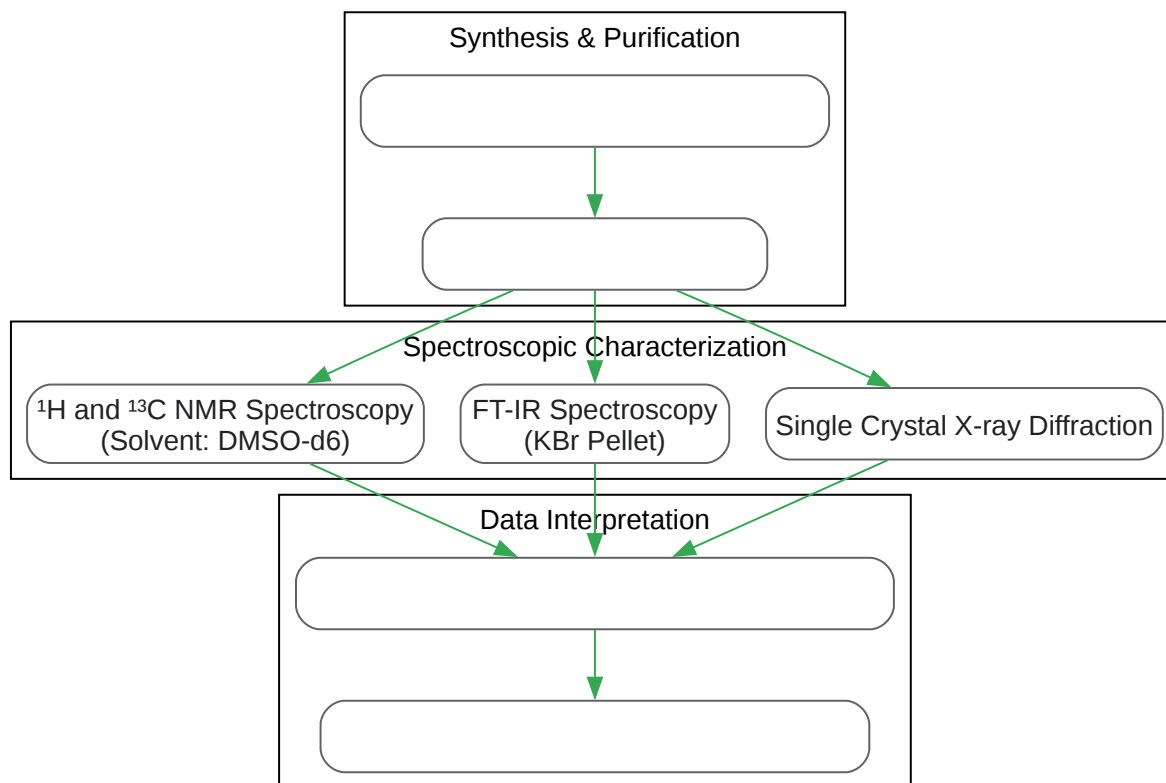 Synthesis & Purification
Spectroscopic Characterization
¹H and ¹³C NMR Spectroscopy
(Solvent: DMSO-d6)
FT-IR Spectroscopy
(KBr Pellet)
Single Crystal X-ray Diffraction
Data Interpretation